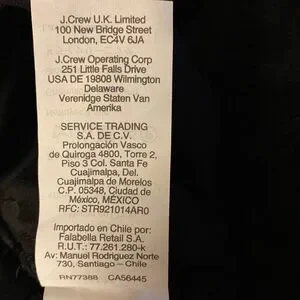 J.Crew U.K. Limited
100 New Bridge Street
London, EC4V 6JA
J.Crew Operating Corp
251 Little Falls Drive
USA DE 19808 Wilmington
Delaware
Verenidge Staten Van
Amerika
SERVICE TRADING
S.A. DE C.V.
Prolongación Vasco
de Quiroga 4800, Torre 2,
Piso 3 Col. Santa Fe
Cuajimalpa, Del.
Cuajimalpa de Morelos
C.P. 05348, Ciudad de
México, MÉXICO
RFC: STR921014AR0
Importado en Chile por:
Falabella Retail S.A.
R.U.T.: 77.261.280-k
Av: Manuel Rodriguez Norte
730, Santiago - Chile
RN77388 CA56445